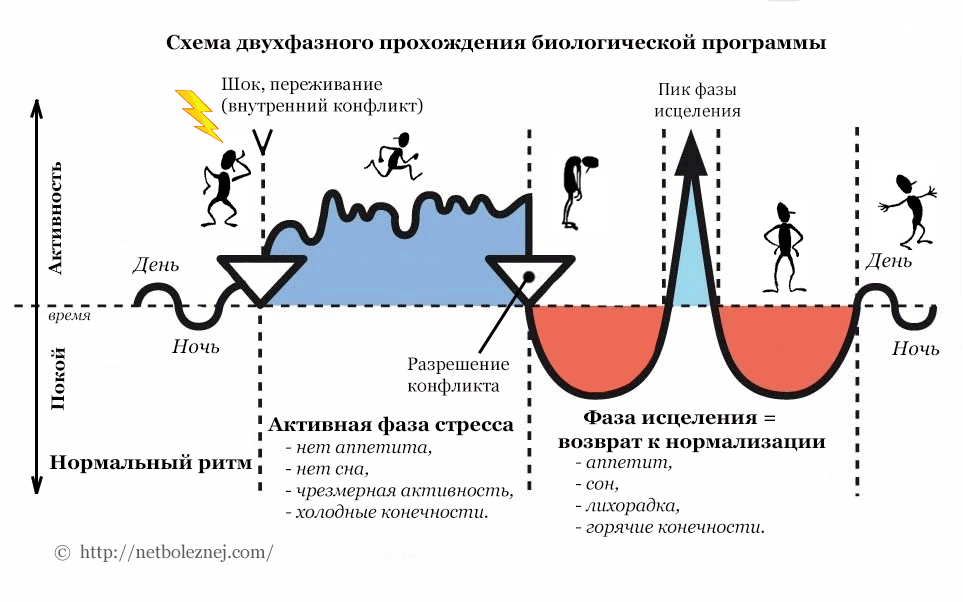 Схема двухфазного прохождения биологической программы
Шок, переживание
(внутренний конфликт)
Пик фазы
исцеления
Активность
День
День
время
Ночь
Ночь
Покой
Разрешение
конфликта
Нормальный ритм
Активная фаза стресса
- нет аппетита,
- нет сна,
- чрезмерная активность,
- холодные конечности.
Фаза исцеления =
возврат к нормализации
- аппетит,
- сон,
- лихорадка,
- горячие конечности.
© http://netboleznej.com/